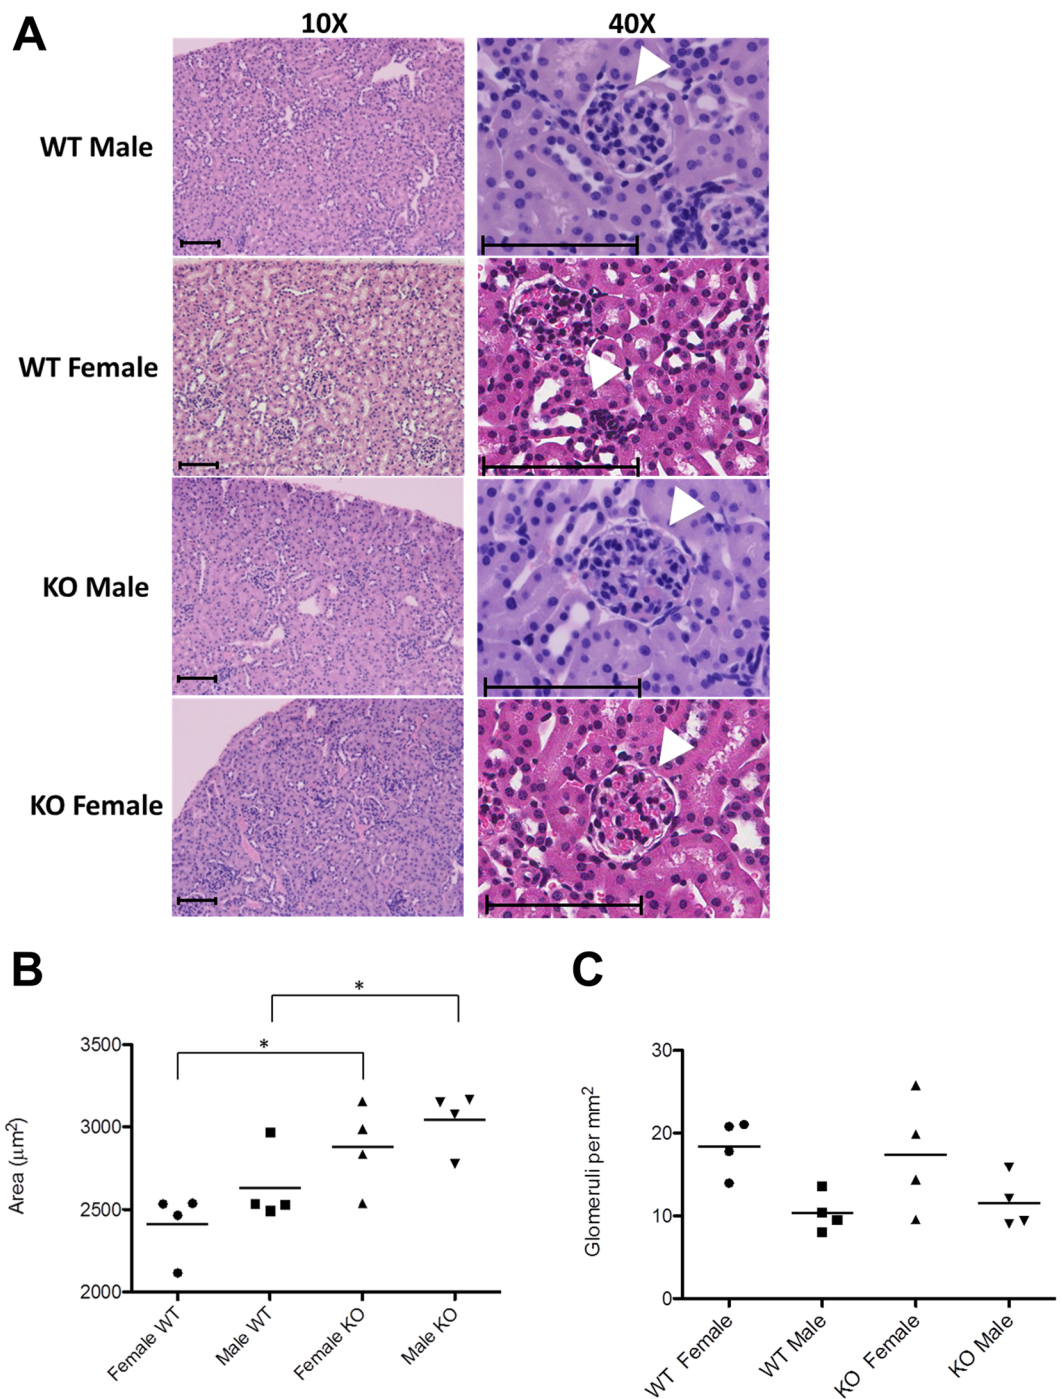 A
10X
40X
WT Male
WT Female
KO Male
KO Female
B
*
*
3500
3000
2500
2000
Area (μm²)
Female WT
Male WT
Female KO
Male KO
C
30
20
10
0
Glomeruli per mm²
WT Female
WT Male
KO Female
KO Male